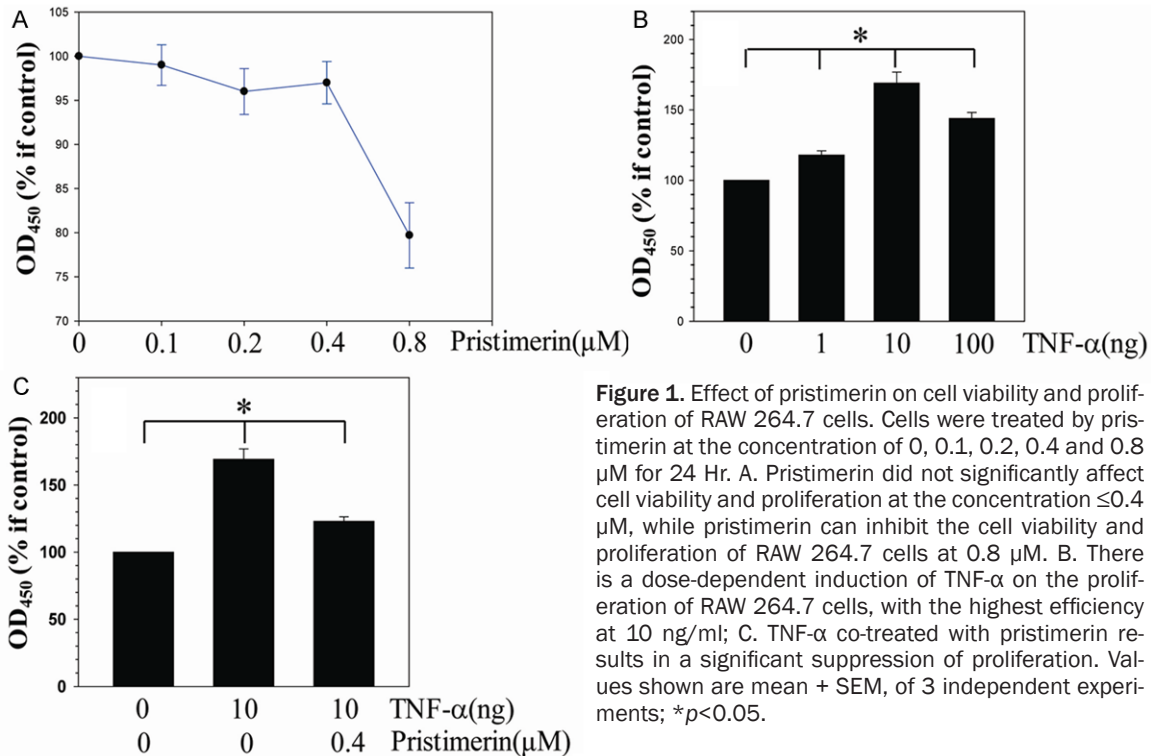 A
105
100
95
90
85
80
75
70
OD450 (% if control)
0 0.1 0.2 0.4 0.8 Pristimerin(µM)
B
200
150
100
50
0
OD450 (% if control)
*
0 1 10 100 TNF-α(ng)
C
200
150
100
50
0
OD450 (% if control)
*
0 10 10 TNF-α(ng)
0 0 0.4 Pristimerin(µM)
Figure 1. Effect of pristimerin on cell viability and prolif-
eration of RAW 264.7 cells. Cells were treated by pris-
timerin at the concentration of 0, 0.1, 0.2, 0.4 and 0.8
µM for 24 Hr. A. Pristimerin did not significantly affect
cell viability and proliferation at the concentration ≤0.4
µM, while pristimerin can inhibit the cell viability and
proliferation of RAW 264.7 cells at 0.8 µM. B. There
is a dose-dependent induction of TNF-α on the prolif-
eration of RAW 264.7 cells, with the highest efficiency
at 10 ng/ml; C. TNF-α co-treated with pristimerin re-
sults in a significant suppression of proliferation. Val-
ues shown are mean + SEM, of 3 independent experi-
ments; *p<0.05.